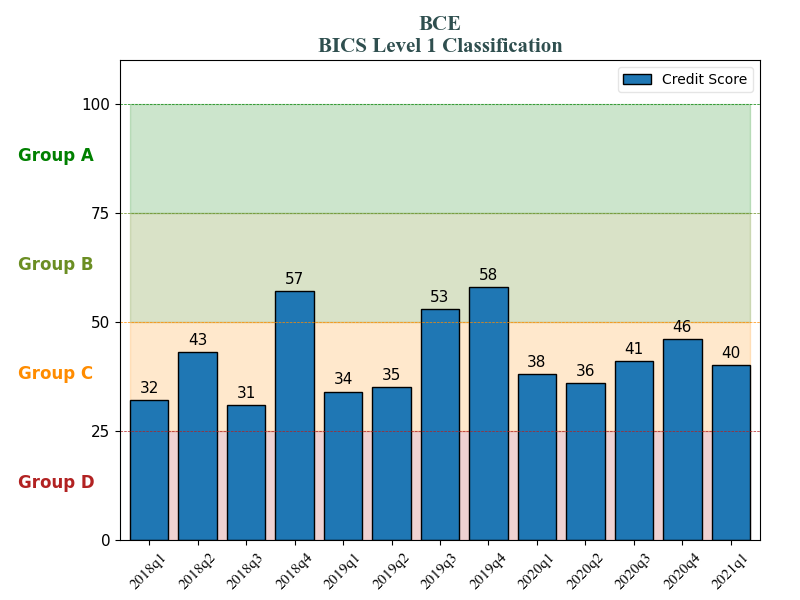 BCE
BICS Level 1 Classification
Credit Score
100
Group A
75
Group B
57
53
58
50
43
46
41
40
38
Group C
36
35
34
32
31
25
Group D
0
2018q1
2018q2
2018q3
2018q4
2019q1
2019q2
2019q3
2019q4
2020q1
2020q2
2020q3
2020q4
2021q1